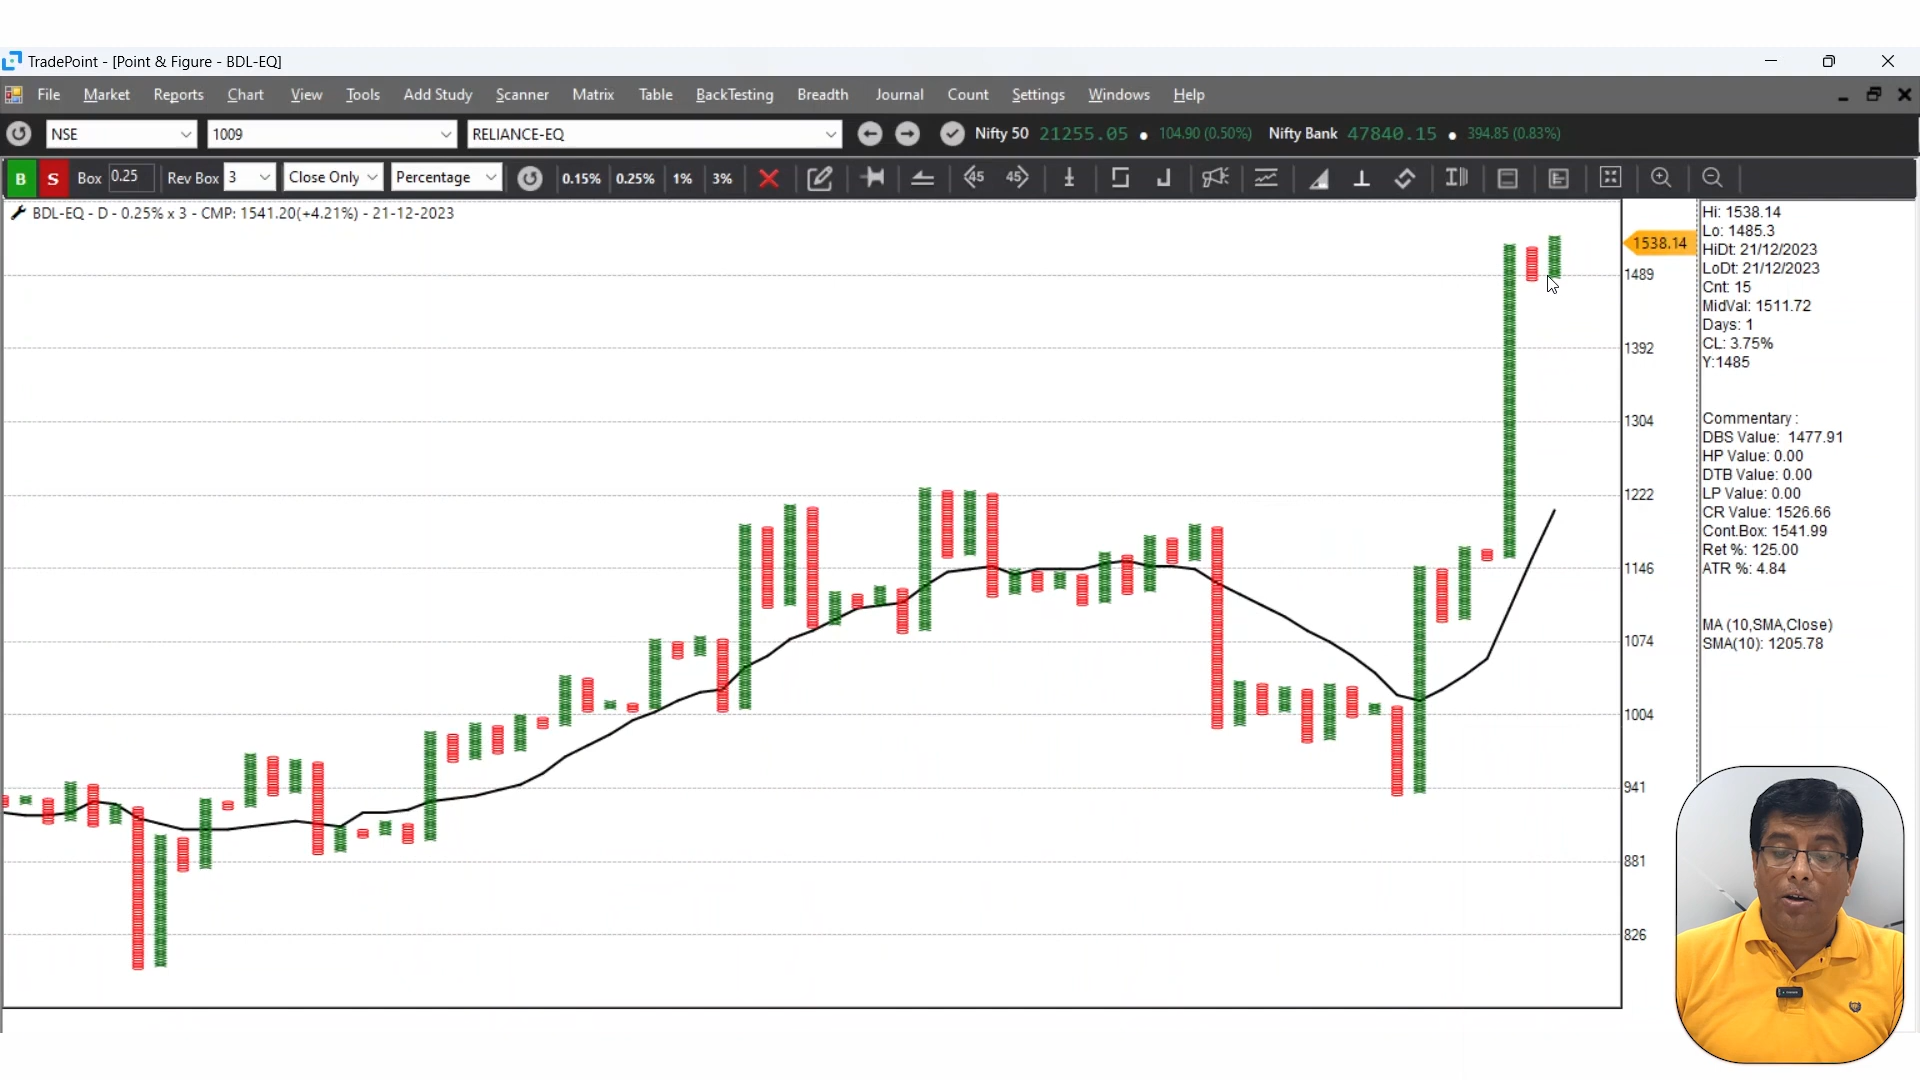 TradePoint - [Point & Figure - BDL-EQ]
File Market Reports Chart View Tools Add Study Scanner Matrix Table BackTesting Breadth Journal Count Settings Windows Help
NSE 1009 RELIANCE-EQ Nifty 50 21255.05 104.90 (0.50%) Nifty Bank 47840.15 394.85 (0.83%)
B S Box 0.25 Rev Box 3 Close Only Percentage 0.15% 0.25% 1% 3% 45 45
BDL-EQ - D - 0.25% x 3 - CMP: 1541.20(+4.21%) - 21-12-2023
1538.14
1489
1392
1304
1222
1146
1074
1004
941
881
826
Hi: 1538.14
Lo: 1485.3
HiDt: 21/12/2023
LoDt: 21/12/2023
Cnt: 15
MidVal: 1511.72
Days: 1
CL: 3.75%
Y:1485
Commentary :
DBS Value: 1477.91
HP Value: 0.00
DTB Value: 0.00
LP Value: 0.00
CR Value: 1526.66
Cont.Box: 1541.99
Ret %: 125.00
ATR %: 4.84
MA (10,SMA,Close)
SMA(10): 1205.78